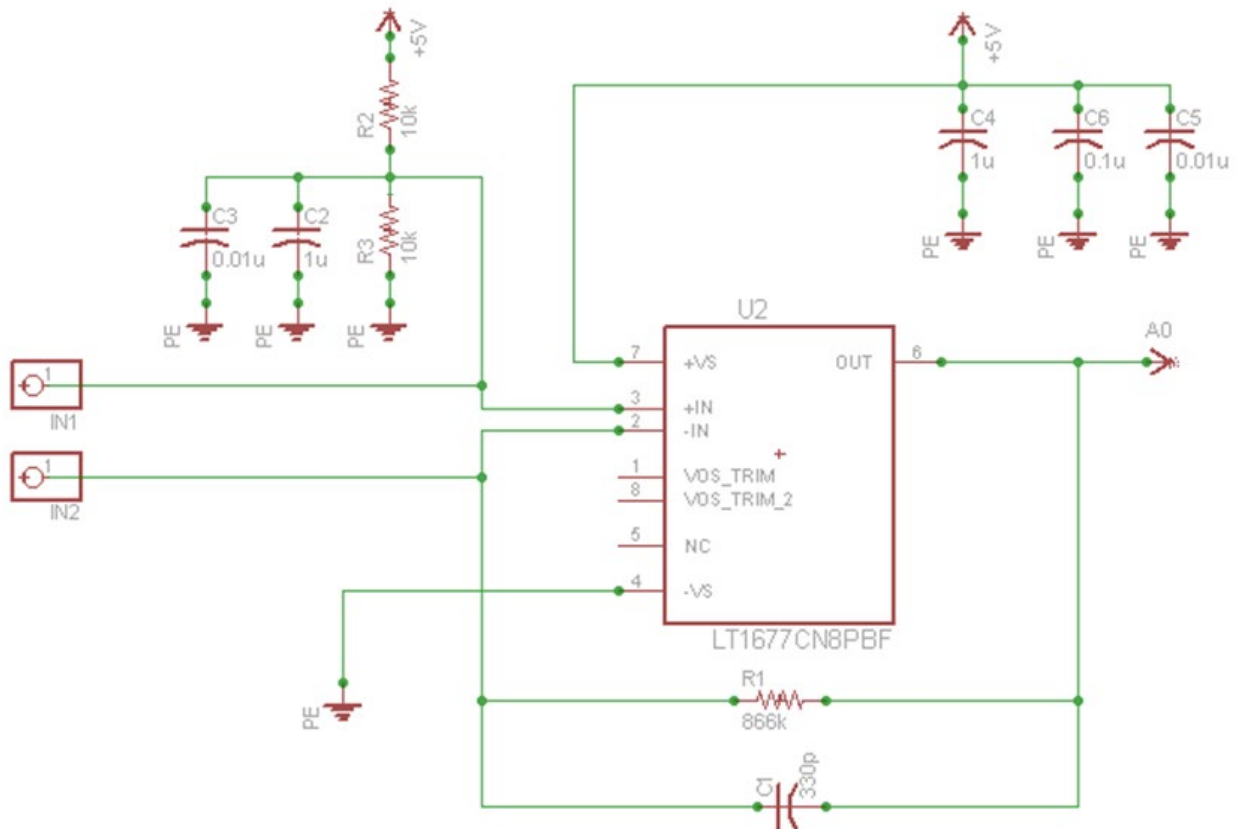 +5V
+5V
R2
10k
C4
1u
C6
0.1u
C5
0.01u
C3
0.01u
C2
1u
R3
10k
PE
PE
PE
PE
PE
PE
U2
A0
1
IN1
7
+VS
OUT
6
3
+IN
2
-IN
1
IN2
1
VOS_TRIM
8
VOS_TRIM_2
5
NC
4
-VS
LT1677CN8PBF
PE
R1
866k
C1
330p